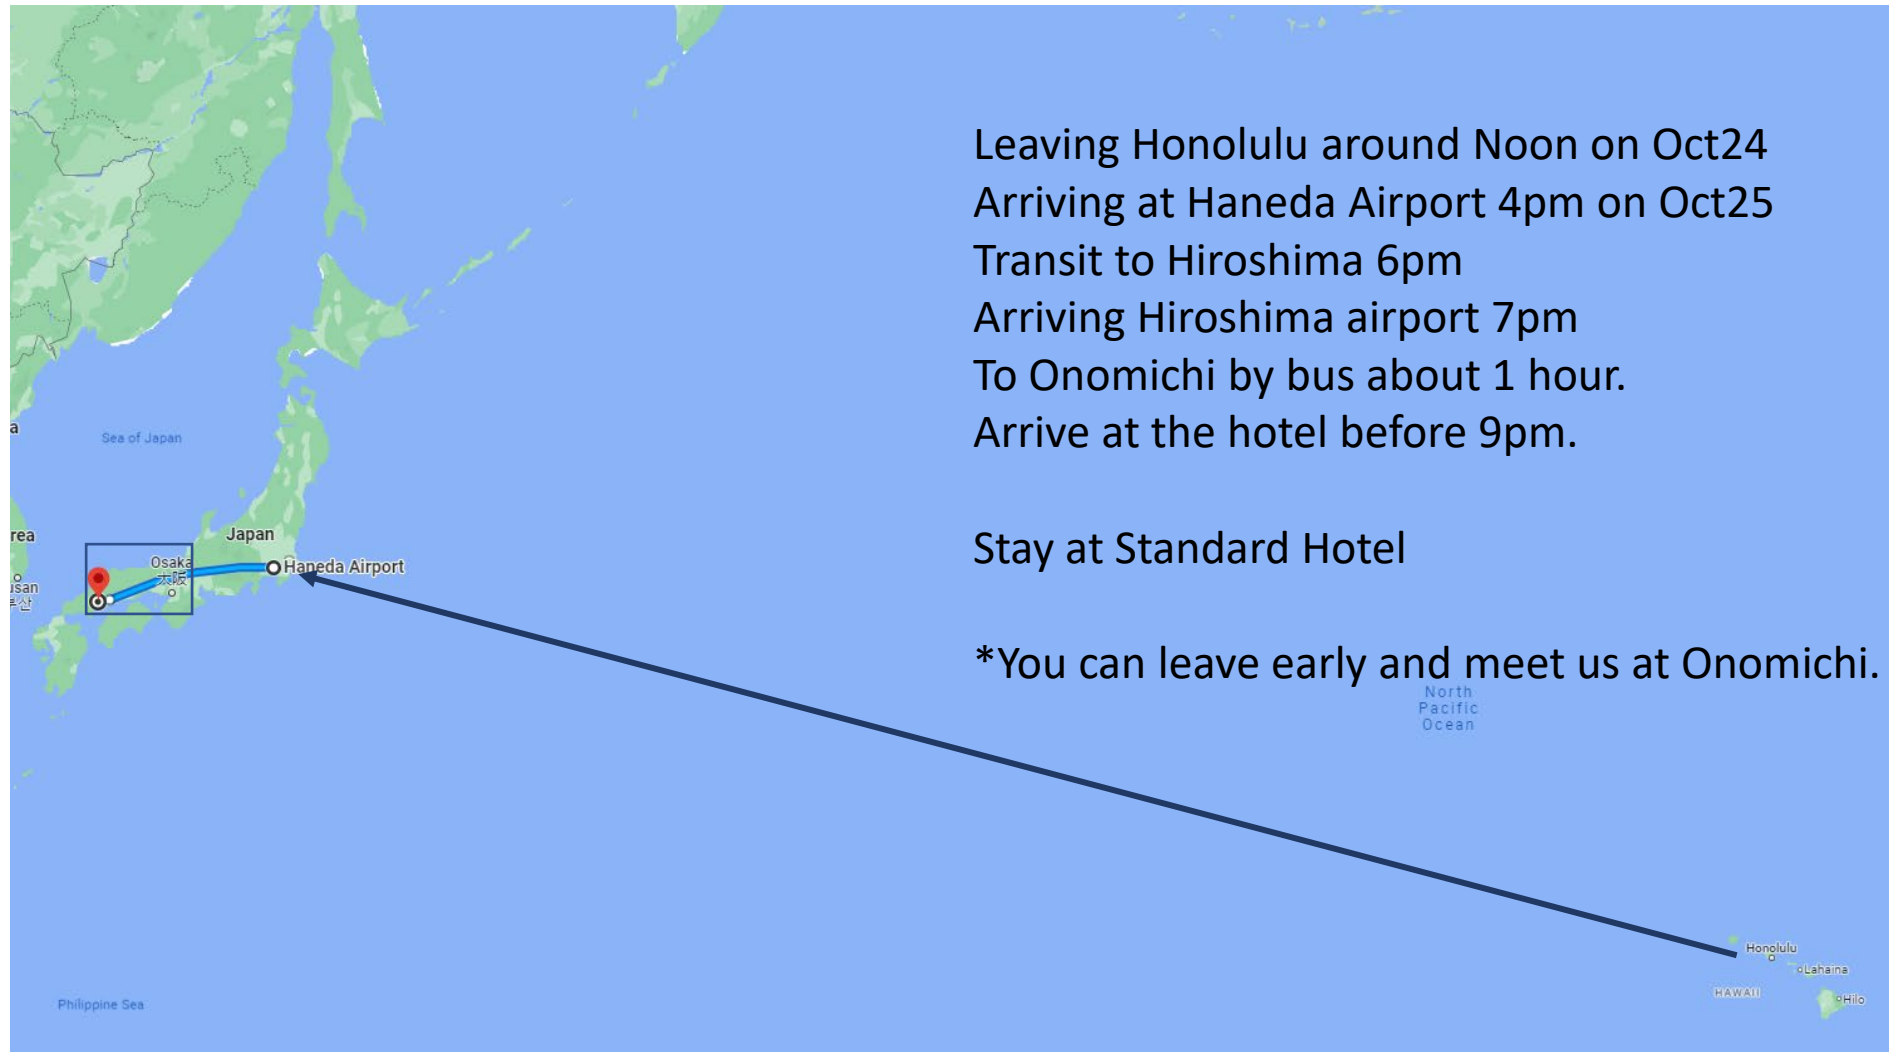 Leaving Honolulu around Noon on Oct24
Arriving at Haneda Airport 4pm on Oct25
Transit to Hiroshima 6pm
Arriving Hiroshima airport 7pm
To Onomichi by bus about 1 hour.
Arrive at the hotel before 9pm.
Stay at Standard Hotel
*You can leave early and meet us at Onomichi.
a
Sea of Japan
rea
Japan
Osaka
大阪
Haneda Airport
usan
산
North
Pacific
Ocean
Honolulu
Lahaina
HAWAII
Hilo
Philippine Sea